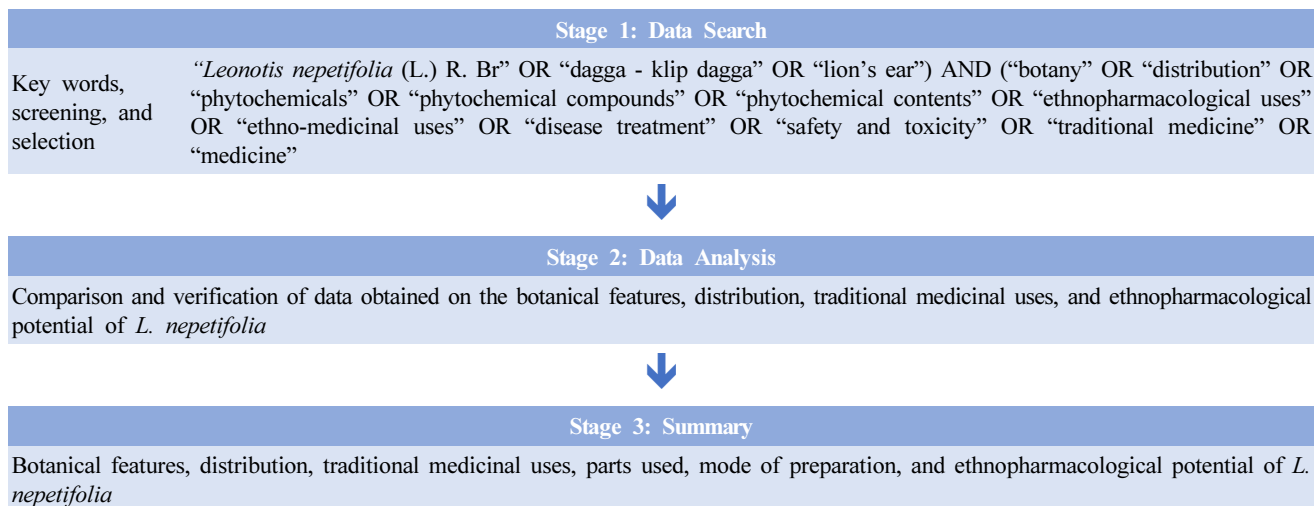 Stage 1: Data Search
Key words, screening, and selection
“Leonotis nepetifolia (L.) R. Br” OR “dagga - klip dagga” OR “lion’s ear”) AND (“botany” OR “distribution” OR
“phytochemicals” OR “phytochemical compounds” OR “phytochemical contents” OR “ethnopharmacological uses”
OR “ethno-medicinal uses” OR “disease treatment” OR “safety and toxicity” OR “traditional medicine” OR
“medicine”
Stage 2: Data Analysis
Comparison and verification of data obtained on the botanical features, distribution, traditional medicinal uses, and ethnopharmacological
potential of L. nepetifolia
Stage 3: Summary
Botanical features, distribution, traditional medicinal uses, parts used, mode of preparation, and ethnopharmacological potential of L.
nepetifolia